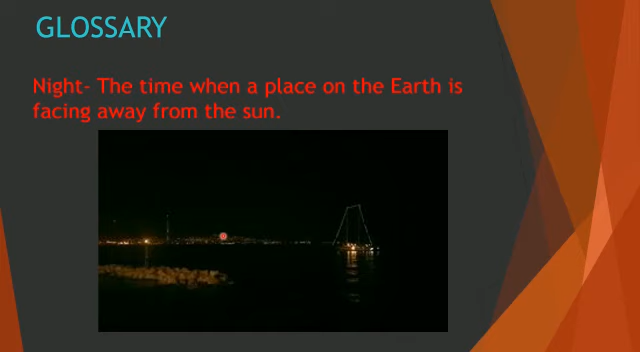 GLOSSARY
Night- The time when a place on the Earth is
facing away from the sun.